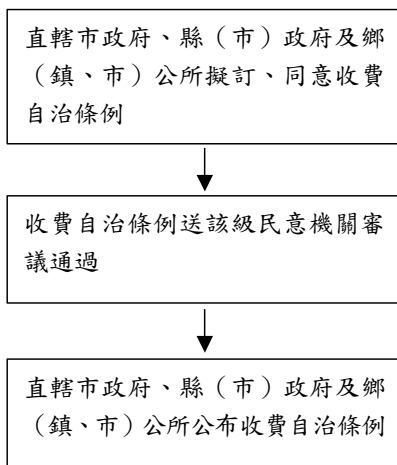 直轄市政府、縣（市）政府及鄉
（鎮、市）公所擬訂、同意收費
自治條例
收費自治條例送該級民意機關審
議通過
直轄市政府、縣（市）政府及鄉
（鎮、市）公所公布收費自治條例